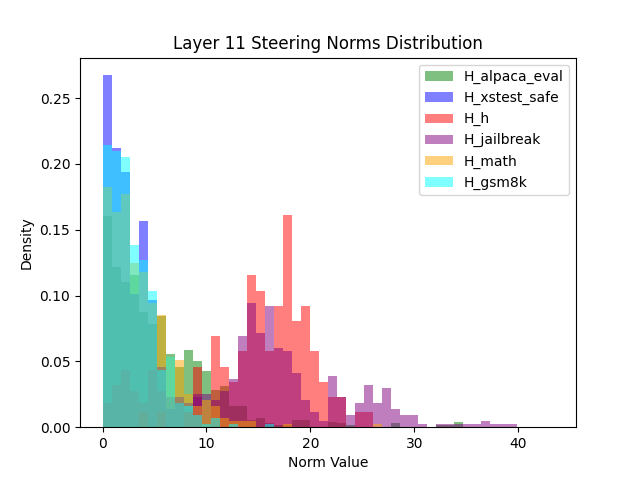 Layer 11 Steering Norms Distribution
H_alpaca_eval
H_xstest_safe
H_h
H_jailbreak
H_math
H_gsm8k
Density
0.25
0.20
0.15
0.10
0.05
0.00
0
10
20
30
40
Norm Value